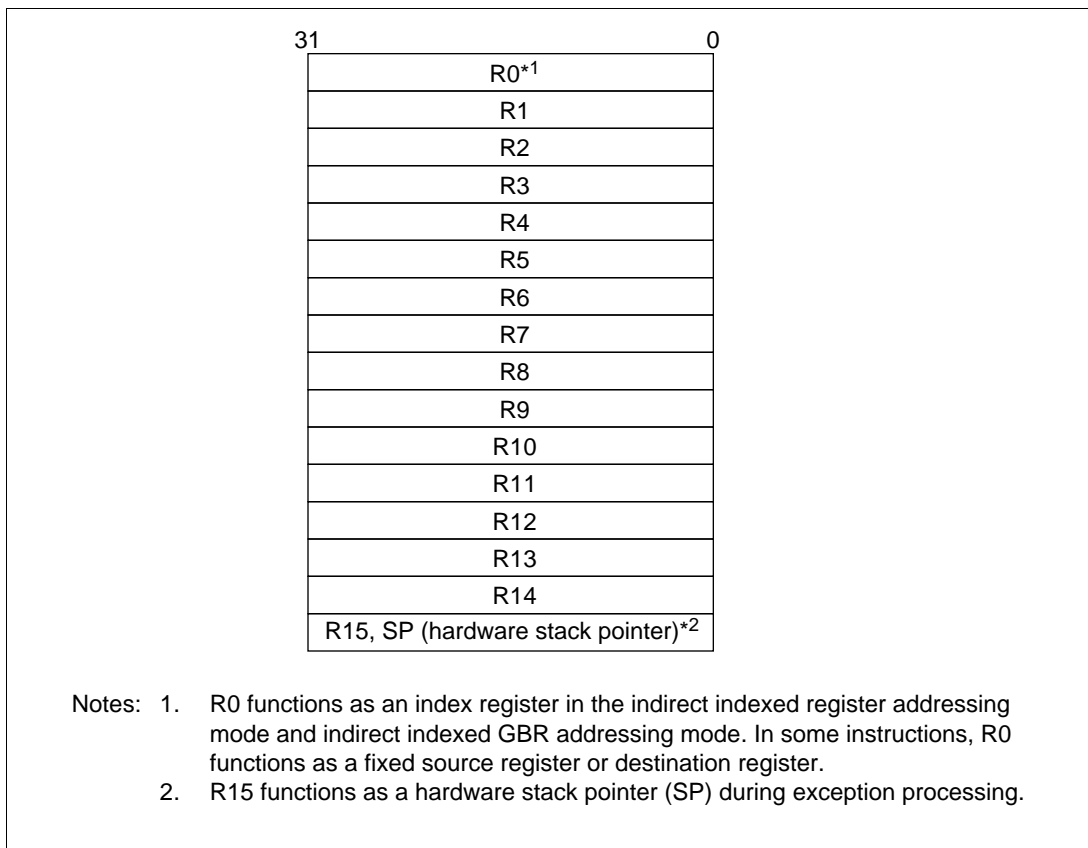 31 0
R0*1
R1
R2
R3
R4
R5
R6
R7
R8
R9
R10
R11
R12
R13
R14
R15, SP (hardware stack pointer)*2
Notes: 1. R0 functions as an index register in the indirect indexed register addressing
mode and indirect indexed GBR addressing mode. In some instructions, R0
functions as a fixed source register or destination register.
2. R15 functions as a hardware stack pointer (SP) during exception processing.